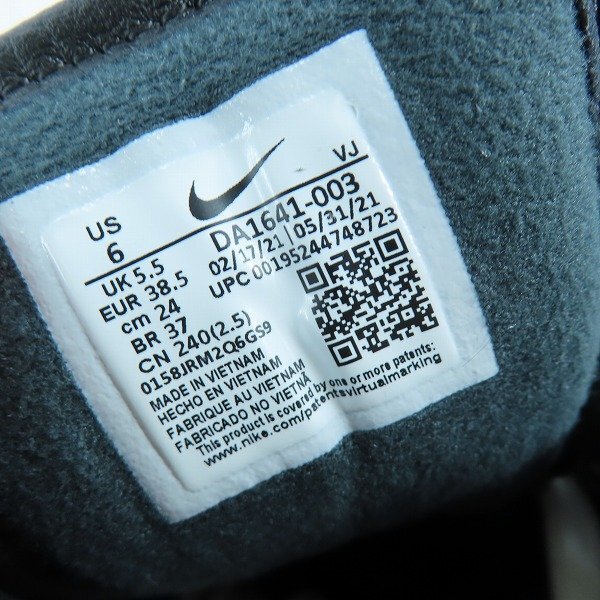 VJ
US
6
UK 5.5
EUR 38.5
cm 24
BR 37
CN 240(2.5)
DA1641-003
02/17/21 | 05/31/21
UPC 00195244748723
0158JRM2Q6GS9
MADE IN VIETNAM
HECHO EN VIETNAM
FABRIQUE AU VIETNAM
FABRICADO NO VIETNÃ
This product is covered by one or more patents:
www.nike.com/patentsvirtualmarking